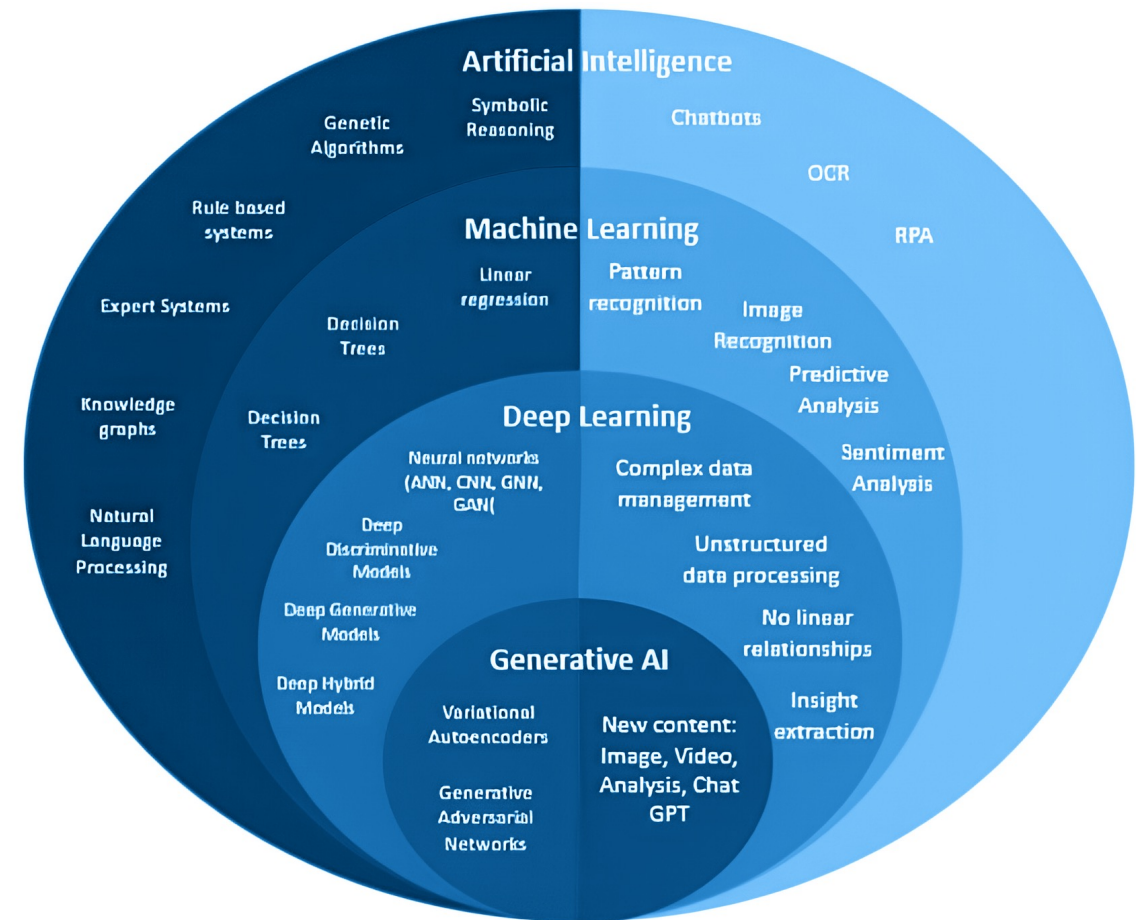 Artificial Intelligence
Symbolic
Reasoning
Genetic
Algorithms
Rule based
systems
Expert Systems
Knowledge
graphs
Natural
Language
Processing
Chatbots
OCR
RPA
Machine Learning
Linear
regression
Decision
Trees
Decision
Trees
Pattern
recognition
Image
Recognition
Predictive
Analysis
Sentiment
Analysis
Deep Learning
Neural networks
(ANN, CNN, GNN,
GAN(
Deep
Discriminative
Models
Deep Generative
Models
Deep Hybrid
Models
Complex data
management
Unstructured
data processing
No linear
relationships
Insight
extraction
Generative AI
Variational
Autoencoders
Generative
Adversarial
Networks
New content:
Image, Video,
Analysis, Chat
GPT